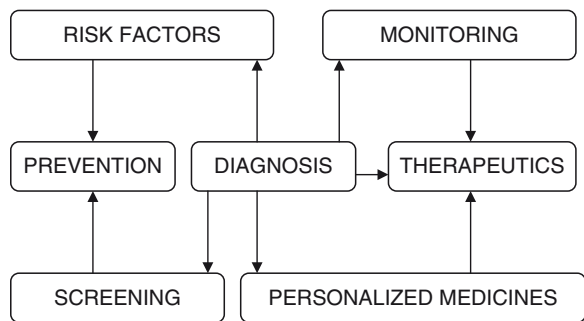 RISK FACTORS
MONITORING
PREVENTION
DIAGNOSIS
THERAPEUTICS
SCREENING
PERSONALIZED MEDICINES